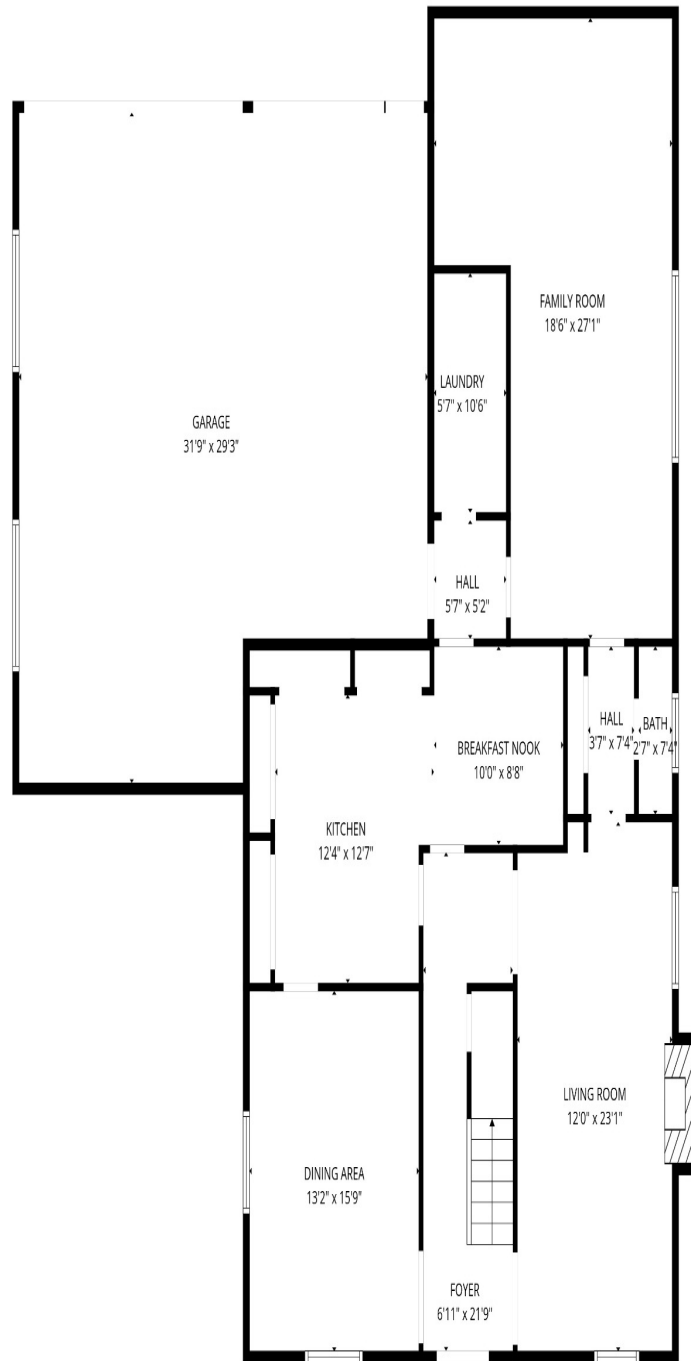 FAMILY ROOM
18'6" x 27'1"
LAUNDRY
5'7" x 10'6"
GARAGE
31'9" x 29'3"
HALL
5'7" x 5'2"
HALL
3'7" x 7'4"
BATH
2'7" x 7'4"
BREAKFAST NOOK
10'0" x 8'8"
KITCHEN
12'4" x 12'7"
LIVING ROOM
12'0" x 23'1"
DINING AREA
13'2" x 15'9"
FOYER
6'11" x 21'9"